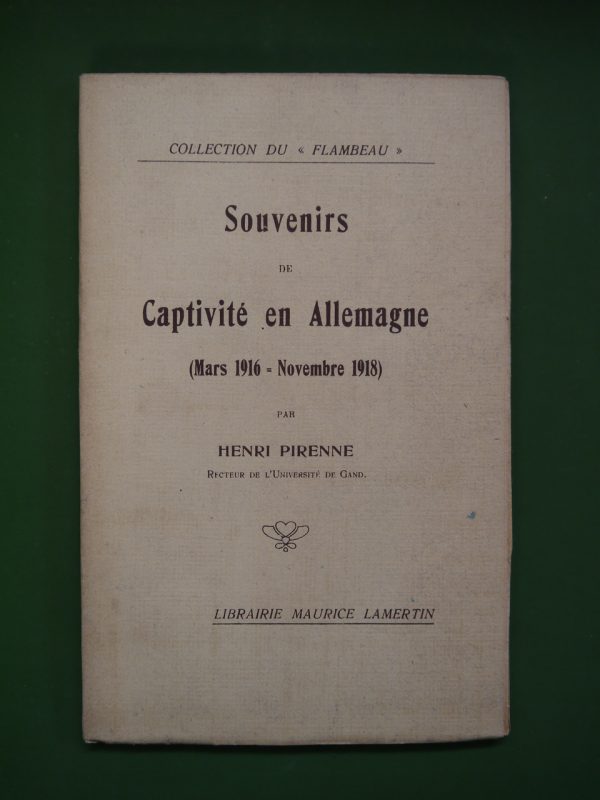 COLLECTION DU « FLAMBEAU »
Souvenirs
DE
Captivité en Allemagne
(Mars 1916 = Novembre 1918)
PAR
HENRI PIRENNE
RECTEUR DE L'UNIVERSITÉ DE GAND.
LIBRAIRIE MAURICE LAMERTIN